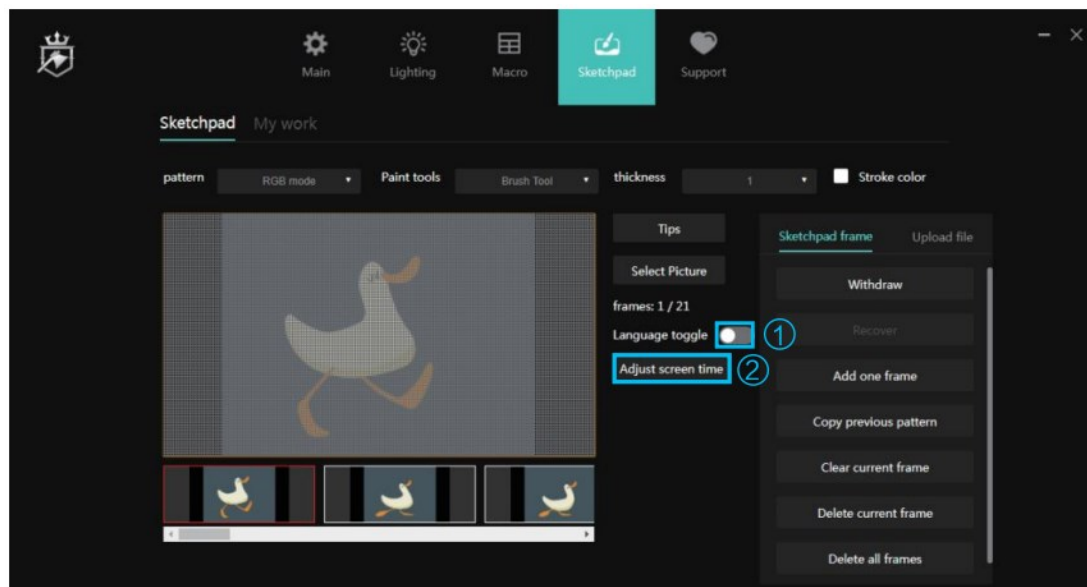 Main
Lighting
Macro
Sketchpad
Support
Sketchpad
My work
pattern
RGB mode
Paint tools
Brush Tool
thickness
1
Stroke color
Tips
Select Picture
frames: 1 / 21
Language toggle
①
Adjust screen time
②
Sketchpad frame
Upload file
Withdraw
Recover
Add one frame
Copy previous pattern
Clear current frame
Delete current frame
Delete all frames